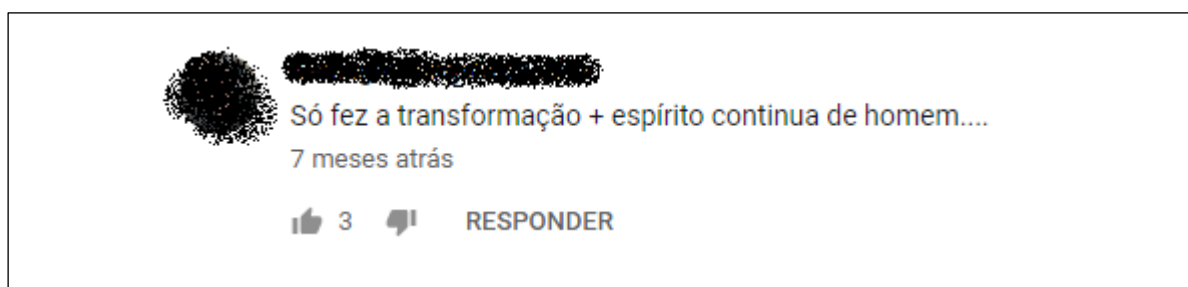 Só fez a transformação + espírito continua de homem....
7 meses atrás
3 RESPONDER